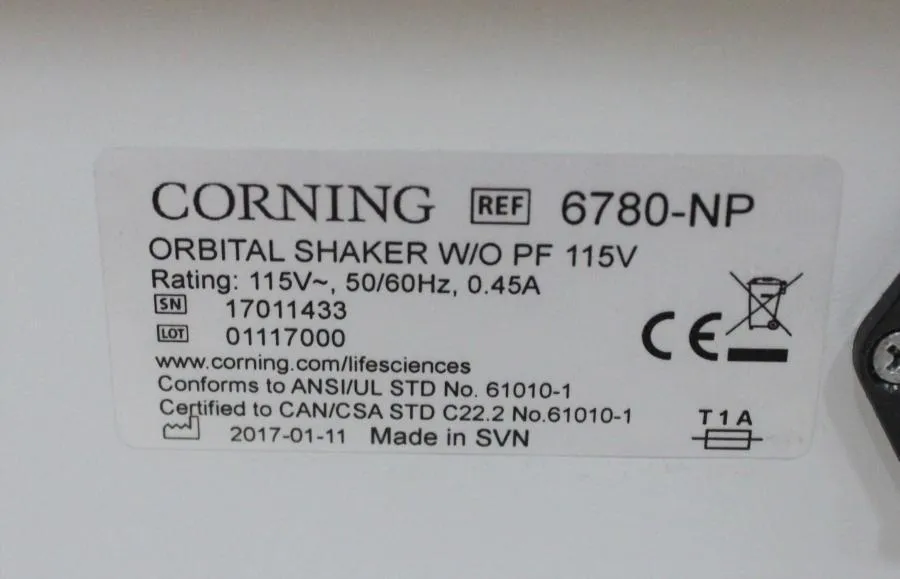 CORNING REF 6780-NP
ORBITAL SHAKER W/O PF 115V
Rating: 115V~, 50/60Hz, 0.45A
SN 17011433
LOT 01117000
CE
www.corning.com/lifesciences
Conforms to ANSI/UL STD No. 61010-1
Certified to CAN/CSA STD C22.2 No.61010-1
T 1 A
2017-01-11 Made in SVN